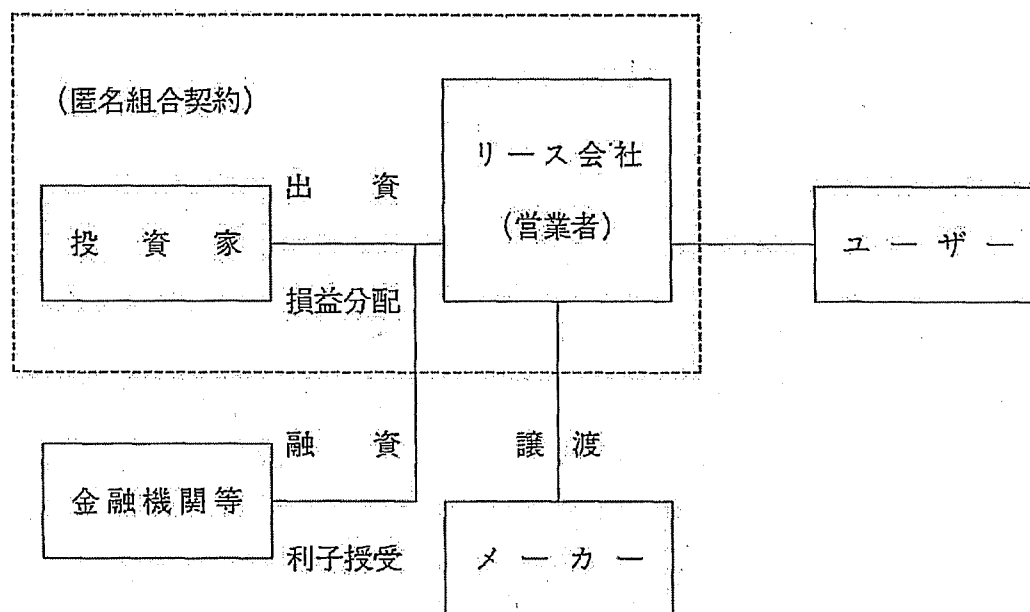 (匿名組合契約)
リース会社
(営業者)
出資
投資家
損益分配
ユーザー
融資
譲渡
金融機関等
利子授受
メーカー